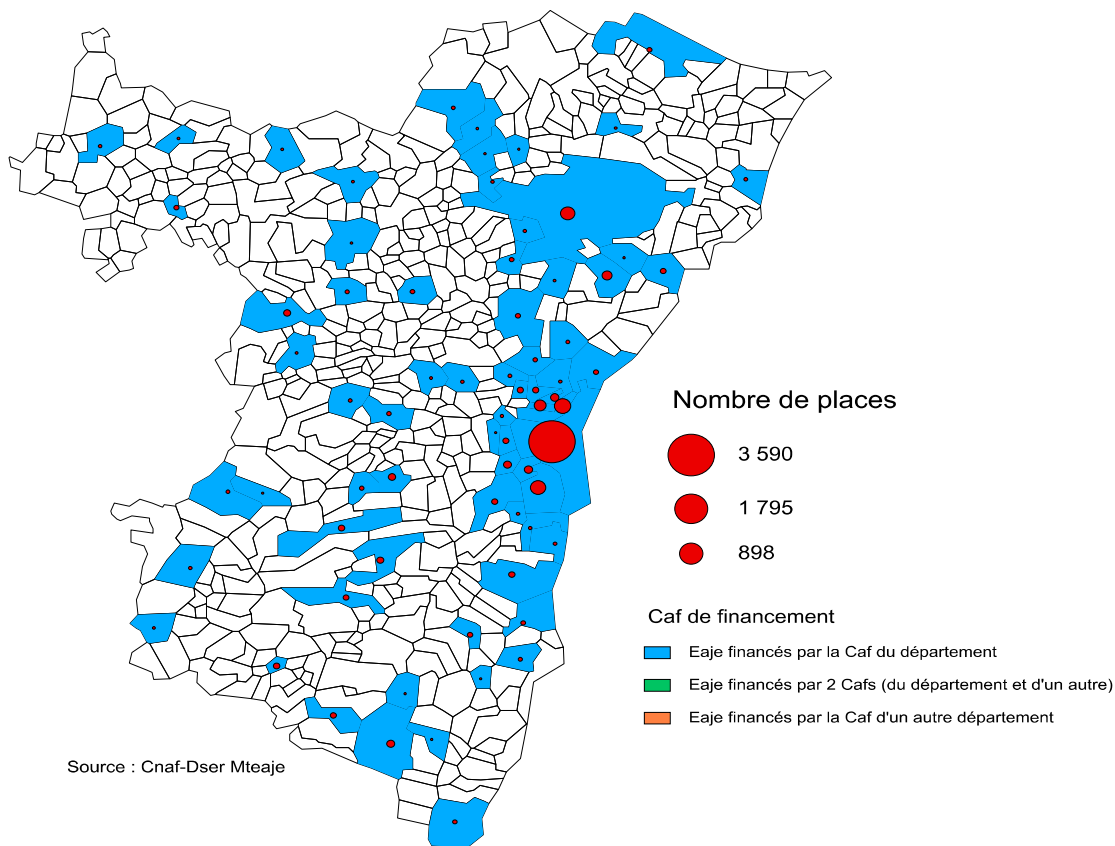 Nombre de places
3 590
1 795
898
Caf de financement
Eaje financés par la Caf du département
Eaje financés par 2 Cafs (du département et d'un autre)
Eaje financés par la Caf d'un autre département
Source : Cnaf-Dser Mteaje